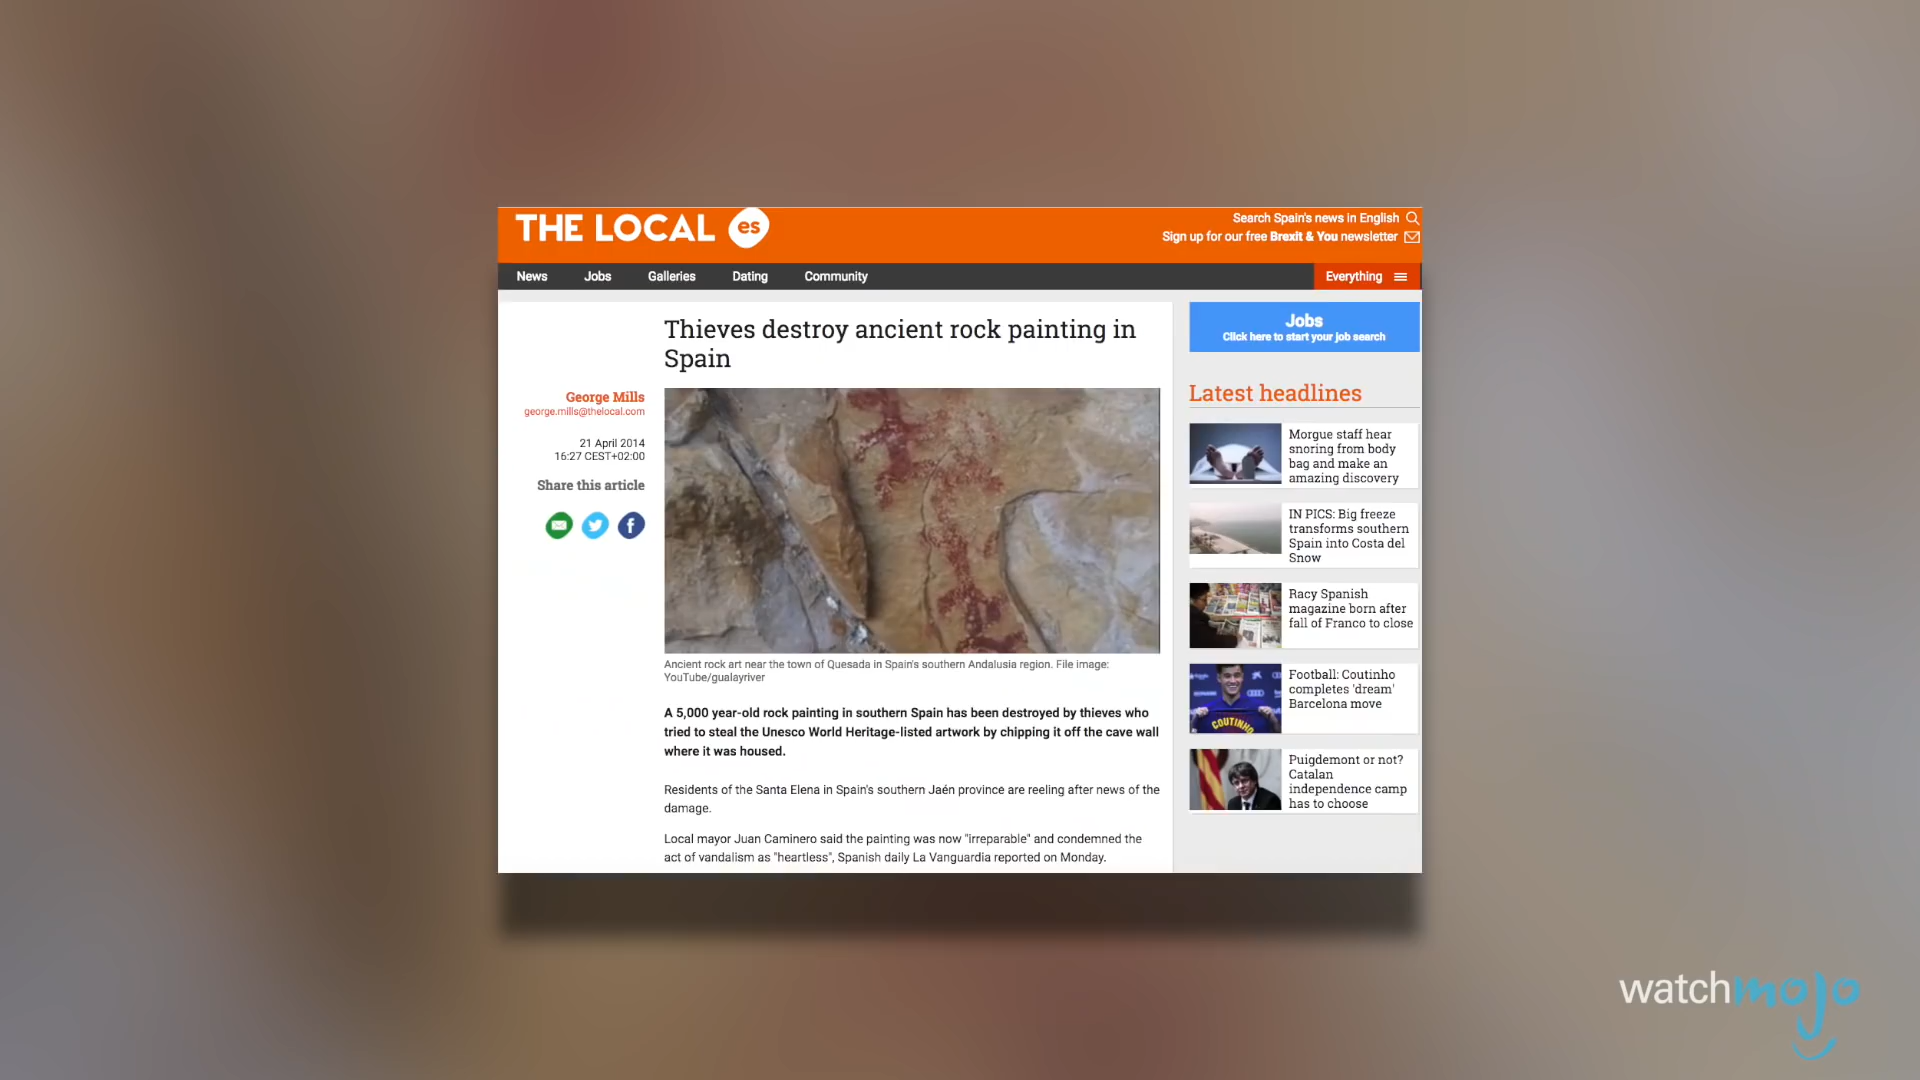 THE LOCAL es
Search Spain's news in English
Sign up for our free Brexit & You newsletter
News Jobs Galleries Dating Community
Everything
Thieves destroy ancient rock painting in
Spain
George Mills
george.mills@thelocal.com
21 April 2014
16:27 CEST+02:00
Share this article
Ancient rock art near the town of Quesada in Spain's southern Andalusia region. File image:
YouTube/gualayriver
A 5,000 year-old rock painting in southern Spain has been destroyed by thieves who
tried to steal the Unesco World Heritage-listed artwork by chipping it off the cave wall
where it was housed.
Residents of the Santa Elena in Spain's southern Jaén province are reeling after news of the
damage.
Local mayor Juan Caminero said the painting was now "irreparable" and condemned the
act of vandalism as "heartless", Spanish daily La Vanguardia reported on Monday.
Jobs
Click here to start your job search
Latest headlines
Morgue staff hear
snoring from body
bag and make an
amazing discovery
IN PICS: Big freeze
transforms southern
Spain into Costa del
Snow
Racy Spanish
magazine born after
fall of Franco to close
Football: Coutinho
completes 'dream'
Barcelona move
COUTINHO
Puigdemont or not?
Catalan
independence camp
has to choose
watchmojo